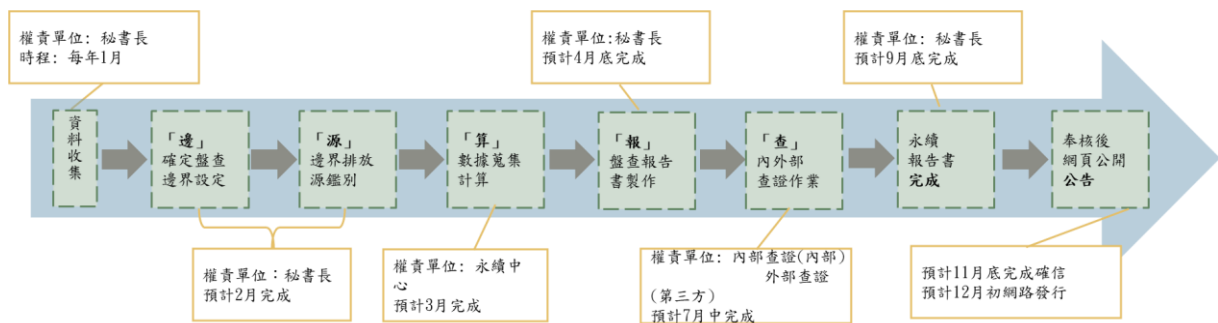 權責單位: 秘書長
時程: 每年1月
權責單位:秘書長
預計4月底完成
權責單位: 秘書長
預計9月底完成
資料收集
「邊」
確定盤查
邊界設定
「源」
邊界排放
源鑑別
「算」
數據蒐集
計算
「報」
盤查報告
書製作
「查」
內外部
查證作業
永續
報告書
完成
奉核後
網頁公開
公告
權責單位：秘書長
預計2月完成
權責單位: 永續中
心
預計3月完成
權責單位: 內部查證(內部)
外部查證
(第三方)
預計7月中完成
預計11月底完成確信
預計12月初網路發行